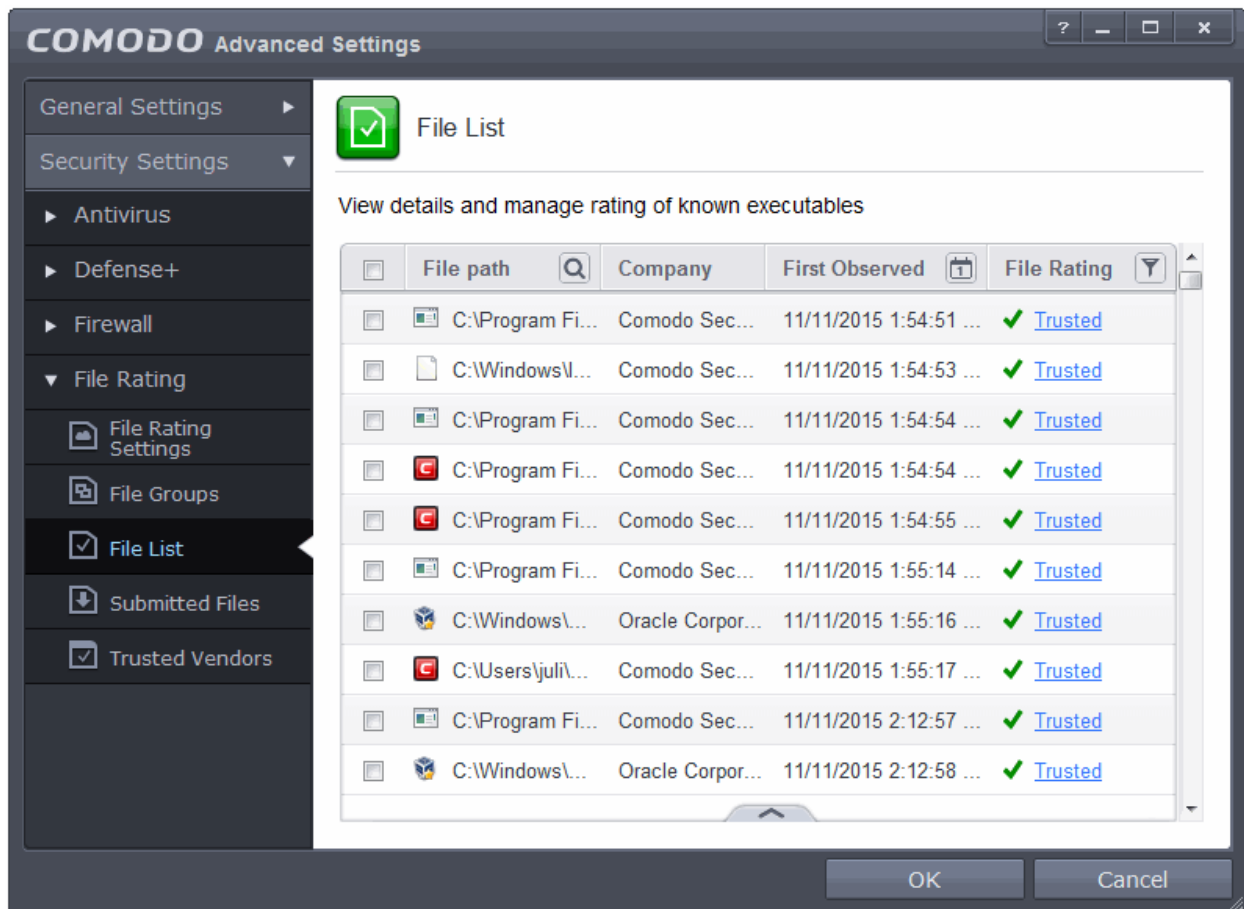 COMODO Advanced Settings
?
General Settings
Security Settings
Antivirus
Defense+
Firewall
File Rating
File Rating
Settings
File Groups
File List
Submitted Files
Trusted Vendors
File List
View details and manage rating of known executables
File path Company First Observed 1 File Rating
C:\Program Fi... Comodo Sec... 11/11/2015 1:54:51 ... Trusted
C:\Windows\I... Comodo Sec... 11/11/2015 1:54:53 ... Trusted
C:\Program Fi... Comodo Sec... 11/11/2015 1:54:54 ... Trusted
C:\Program Fi... Comodo Sec... 11/11/2015 1:54:54 ... Trusted
C:\Program Fi... Comodo Sec... 11/11/2015 1:54:55 ... Trusted
C:\Program Fi... Comodo Sec... 11/11/2015 1:55:14 ... Trusted
C:\Windows\... Oracle Corpor... 11/11/2015 1:55:16 ... Trusted
C:\Users\juli\... Comodo Sec... 11/11/2015 1:55:17 ... Trusted
C:\Program Fi... Comodo Sec... 11/11/2015 2:12:57 ... Trusted
C:\Windows\... Oracle Corpor... 11/11/2015 2:12:58 ... Trusted
OK Cancel